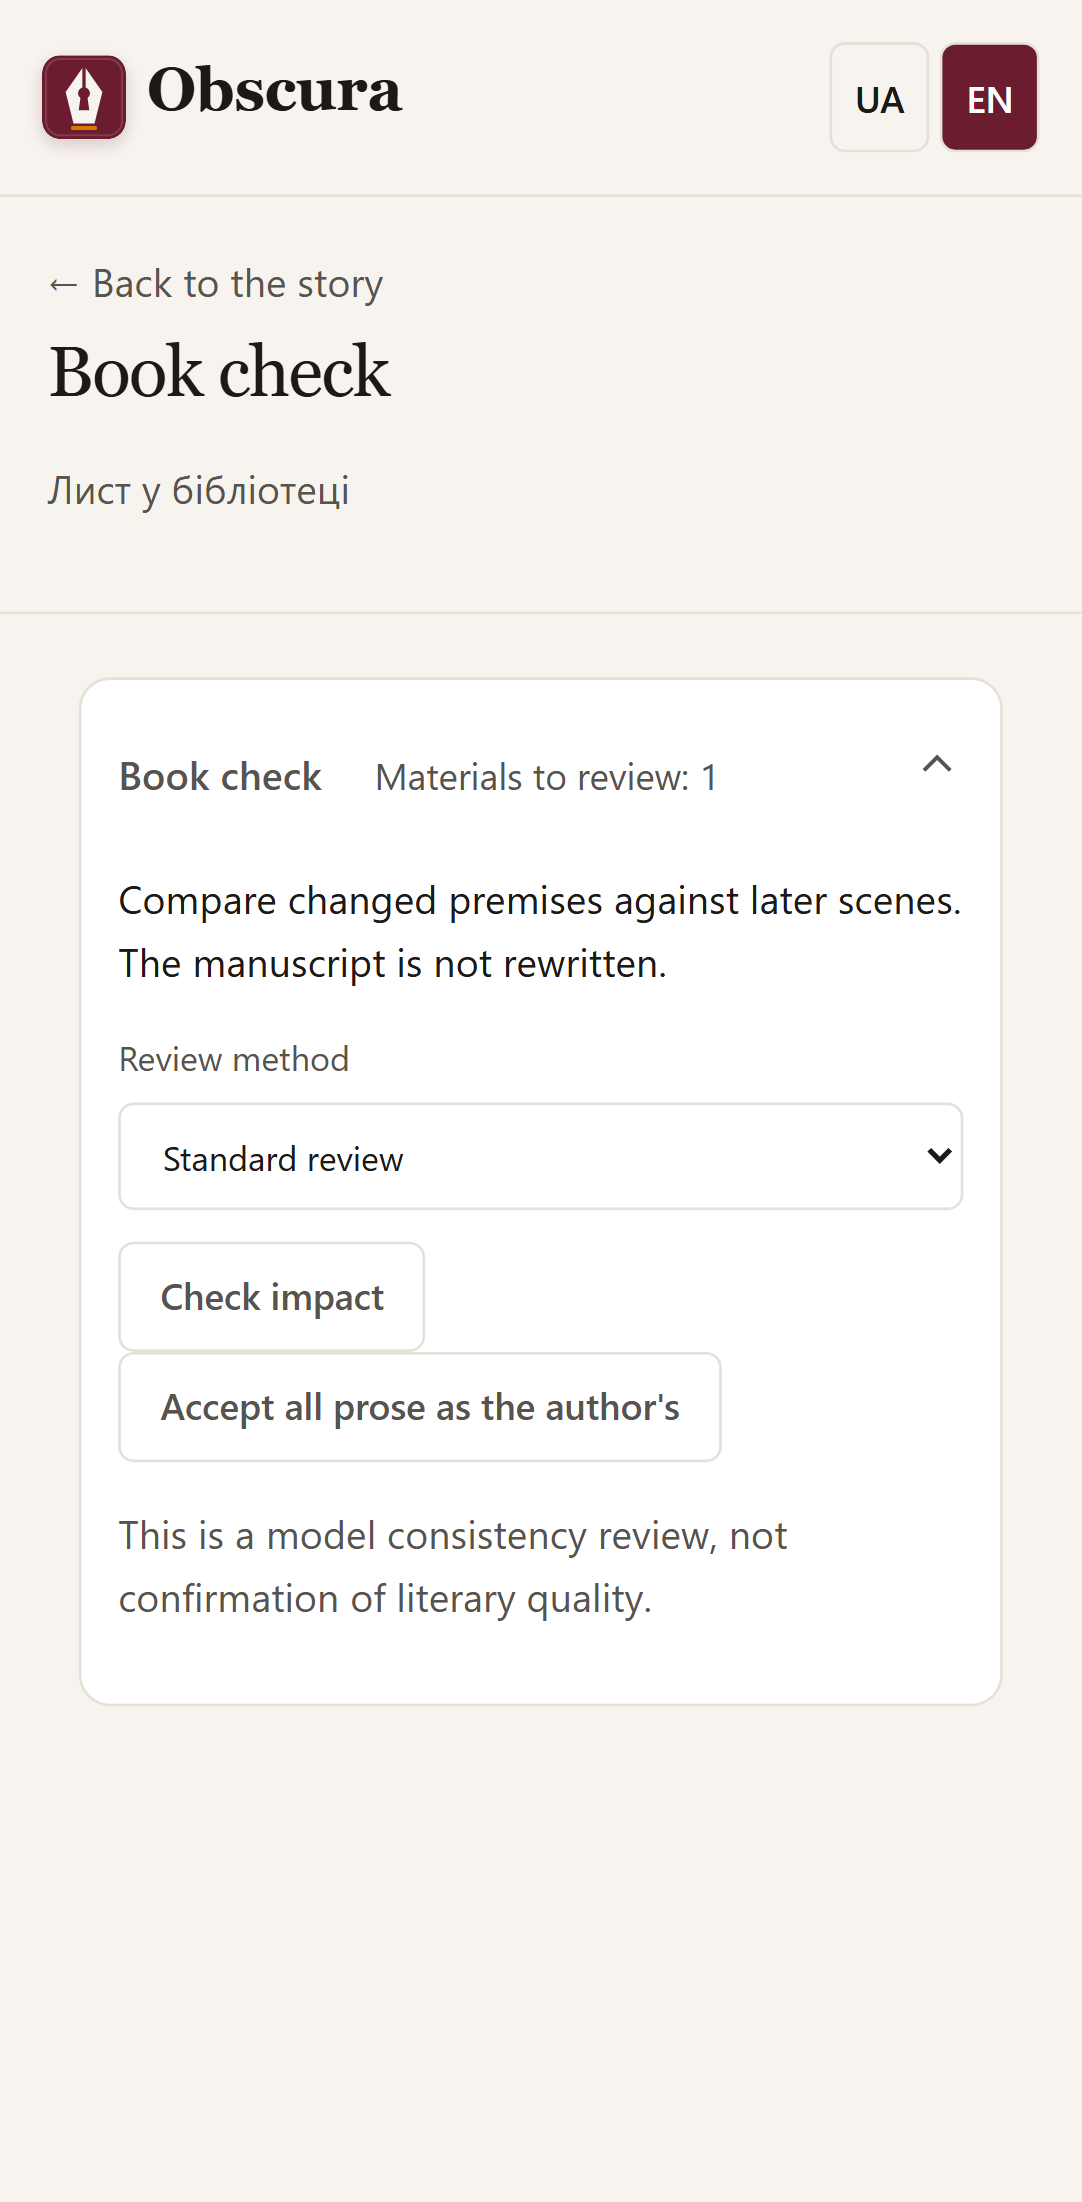 Obscura
UA
EN
← Back to the story
Book check
Лист у бібліотеці
Book check
Materials to review: 1
Compare changed premises against later scenes.
The manuscript is not rewritten.
Review method
Standard review
Check impact
Accept all prose as the author's
This is a model consistency review, not
confirmation of literary quality.